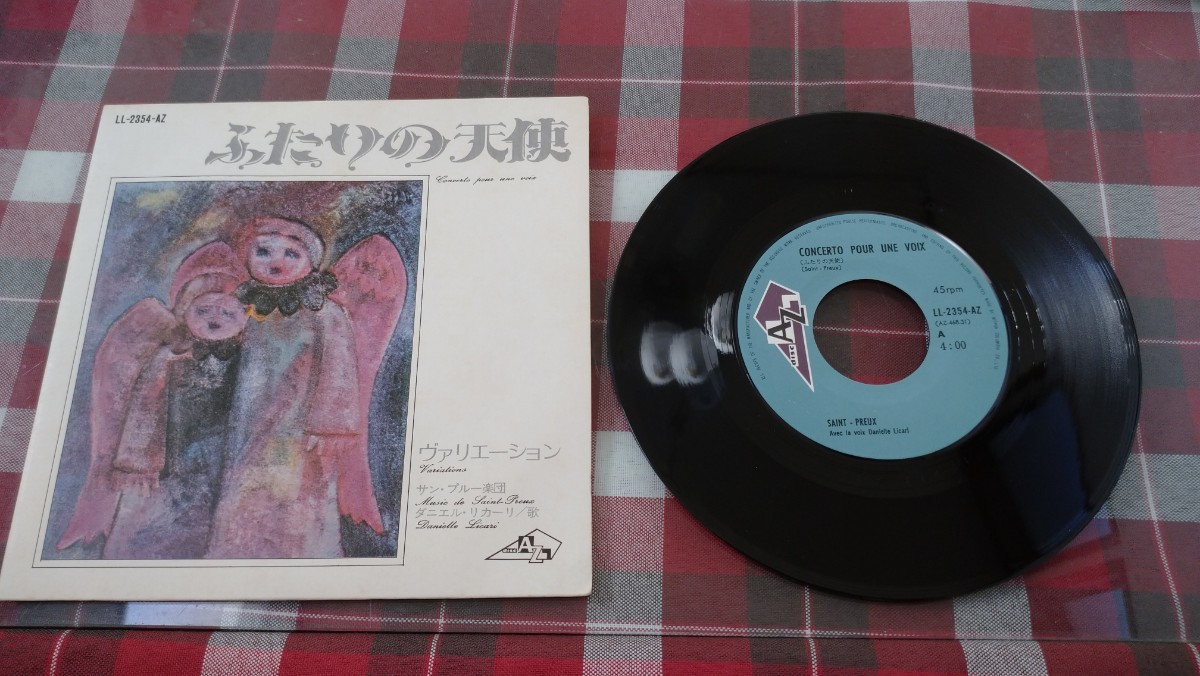 LL-2354-AZ
ふたりの天使
Concerto pour une voix
ヴァリエーション
Variations
サン・プルー楽団
Music de Saint-Preux
ダニエル・リカーリ/歌
Danielle Licari
disc AZ
CONCERTO POUR UNE VOIX
(ふたりの天使)
(Saint-Preux)
45rpm
LL-2354-AZ
A
4:00
disc AZ
SAINT-PREUX
Avec la voix Danielle Licari